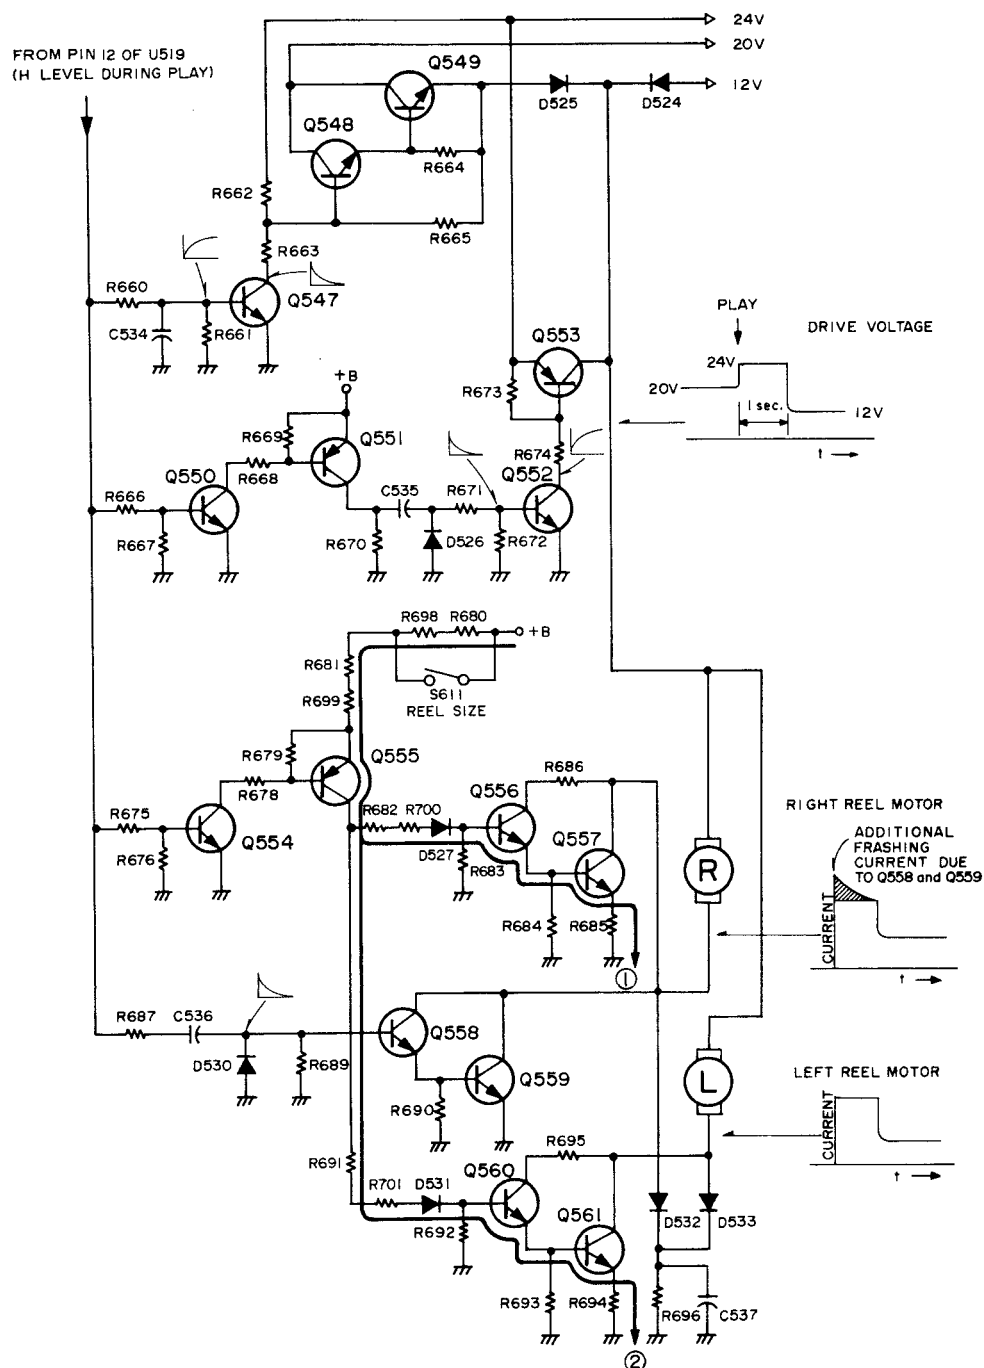 24V
20V
12V
FROM PIN 12 OF U519
(H LEVEL DURING PLAY)
Q549
D525
D524
Q548
R664
R662
R665
R663
Q547
R660
C534
R661
Q553
PLAY
DRIVE VOLTAGE
24V
20V
1 sec.
12V
t
+B
R673
R669
Q551
R674
Q550
R668
Q552
R666
C535
R671
R667
R670
D526
R672
R698
R680
+B
R681
S611
REEL SIZE
R699
R679
Q555
R686
R678
Q556
R675
R682
R700
Q557
Q554
R676
D527
R683
RIGHT REEL MOTOR
ADDITIONAL
FRASHING
CURRENT DUE
TO Q558 and Q559
R
CURRENT
t
R684
R685
1
R687
C536
Q558
D530
R689
Q559
L
LEFT REEL MOTOR
R690
CURRENT
t
R695
R691
Q560
R701
D531
Q561
D532
D533
R692
R693
R694
R696
C537
2